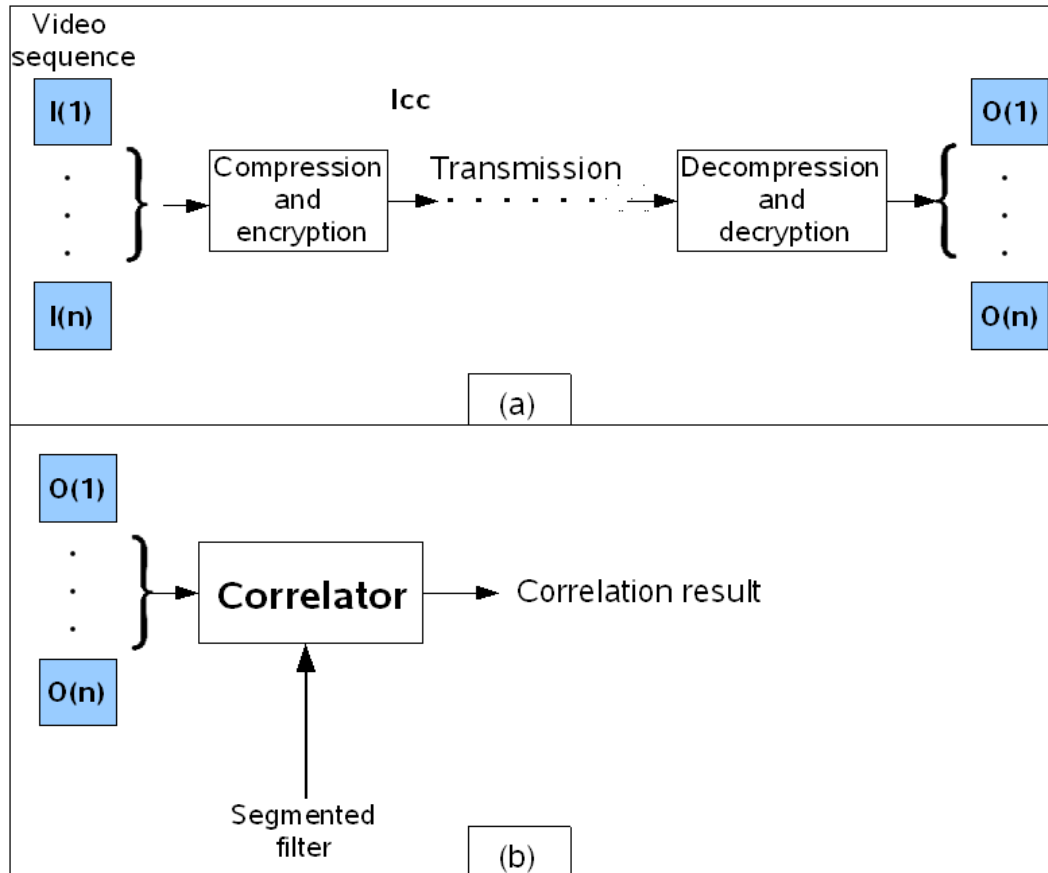 Video
sequence
I(1)
I(n)
Icc
Compression
and
encryption
Transmission
Decompression
and
decryption
O(1)
O(n)
(a)
O(1)
O(n)
Correlator
Correlation result
Segmented
filter
(b)